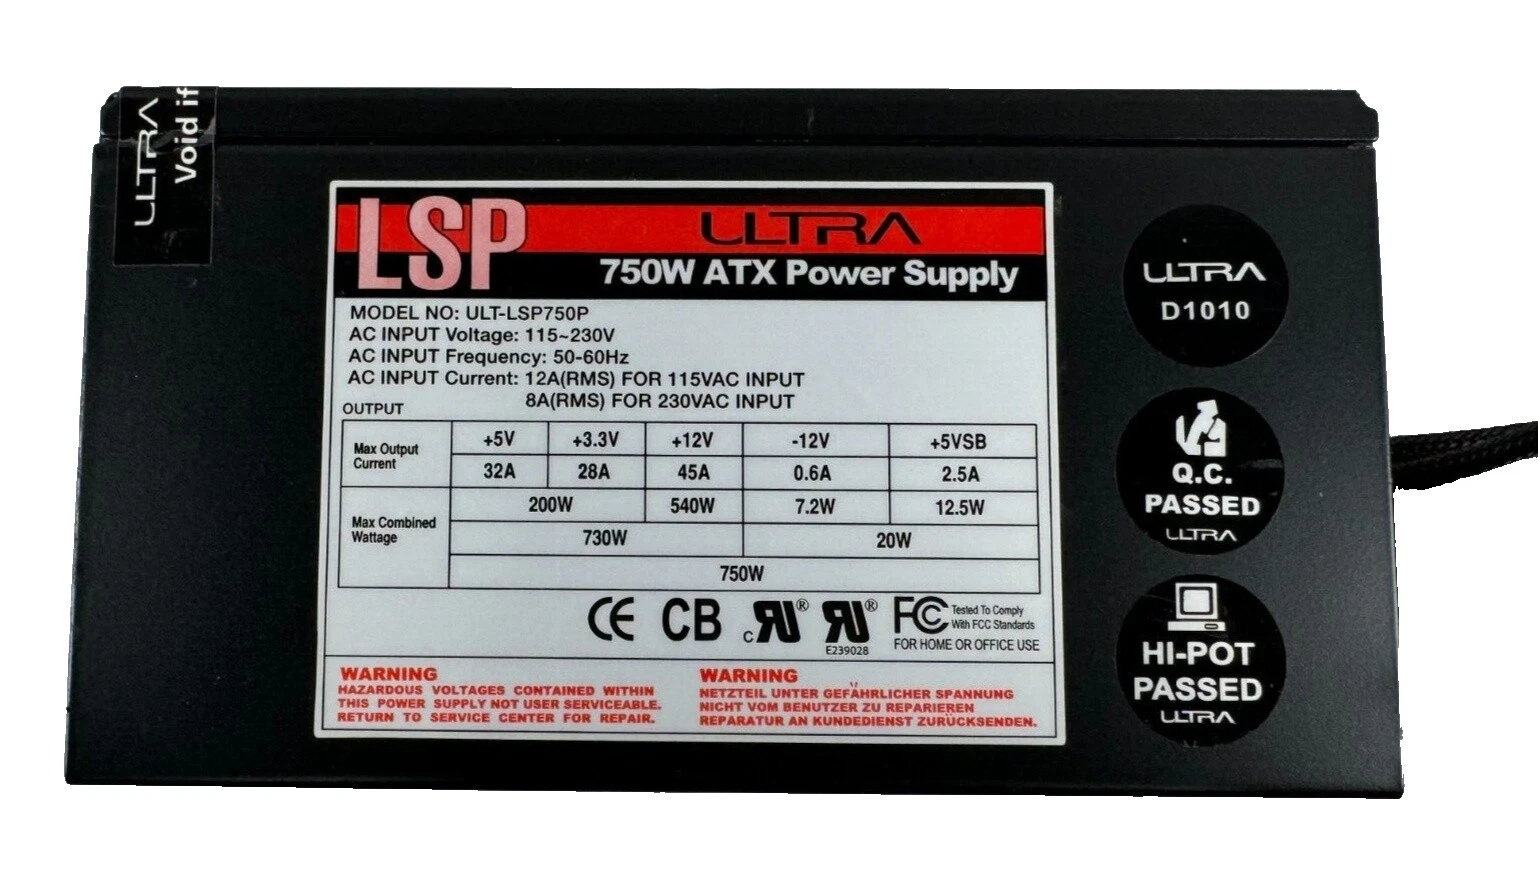 ULTRA
Void if
LSP
ULTRA
750W ATX Power Supply
MODEL NO: ULT-LSP750P
AC INPUT Voltage: 115~230V
AC INPUT Frequency: 50-60Hz
AC INPUT Current: 12A(RMS) FOR 115VAC INPUT
8A(RMS) FOR 230VAC INPUT
OUTPUT
Max Output Current +5V +3.3V +12V -12V +5VSB
32A 28A 45A 0.6A 2.5A
Max Combined Wattage 200W 540W 7.2W 12.5W
730W 20W
750W
CE CB c RU® RU® FC Tested To Comply
With FCC Standards
E239028 FOR HOME OR OFFICE USE
WARNING
HAZARDOUS VOLTAGES CONTAINED WITHIN
THIS POWER SUPPLY NOT USER SERVICEABLE.
RETURN TO SERVICE CENTER FOR REPAIR.
WARNING
NETZTEIL UNTER GEFÄHRLICHER SPANNUNG
NICHT VOM BENUTZER ZU REPARIEREN
REPARATUR AN KUNDEDIENST ZURÜCKSENDEN.
ULTRA
D1010
Q.C.
PASSED
ULTRA
HI-POT
PASSED
ULTRA